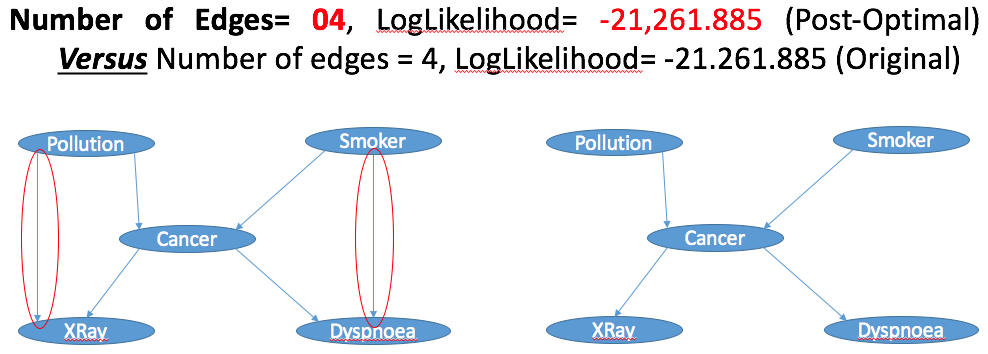 Number of Edges= 04, LogLikelihood= -21,261.885 (Post-Optimal)
Versus Number of edges = 4, LogLikelihood= -21.261.885 (Original)
Pollution Smoker Pollution Smoker
Cancer Cancer
XRay Dyspnoea XRay Dyspnoea